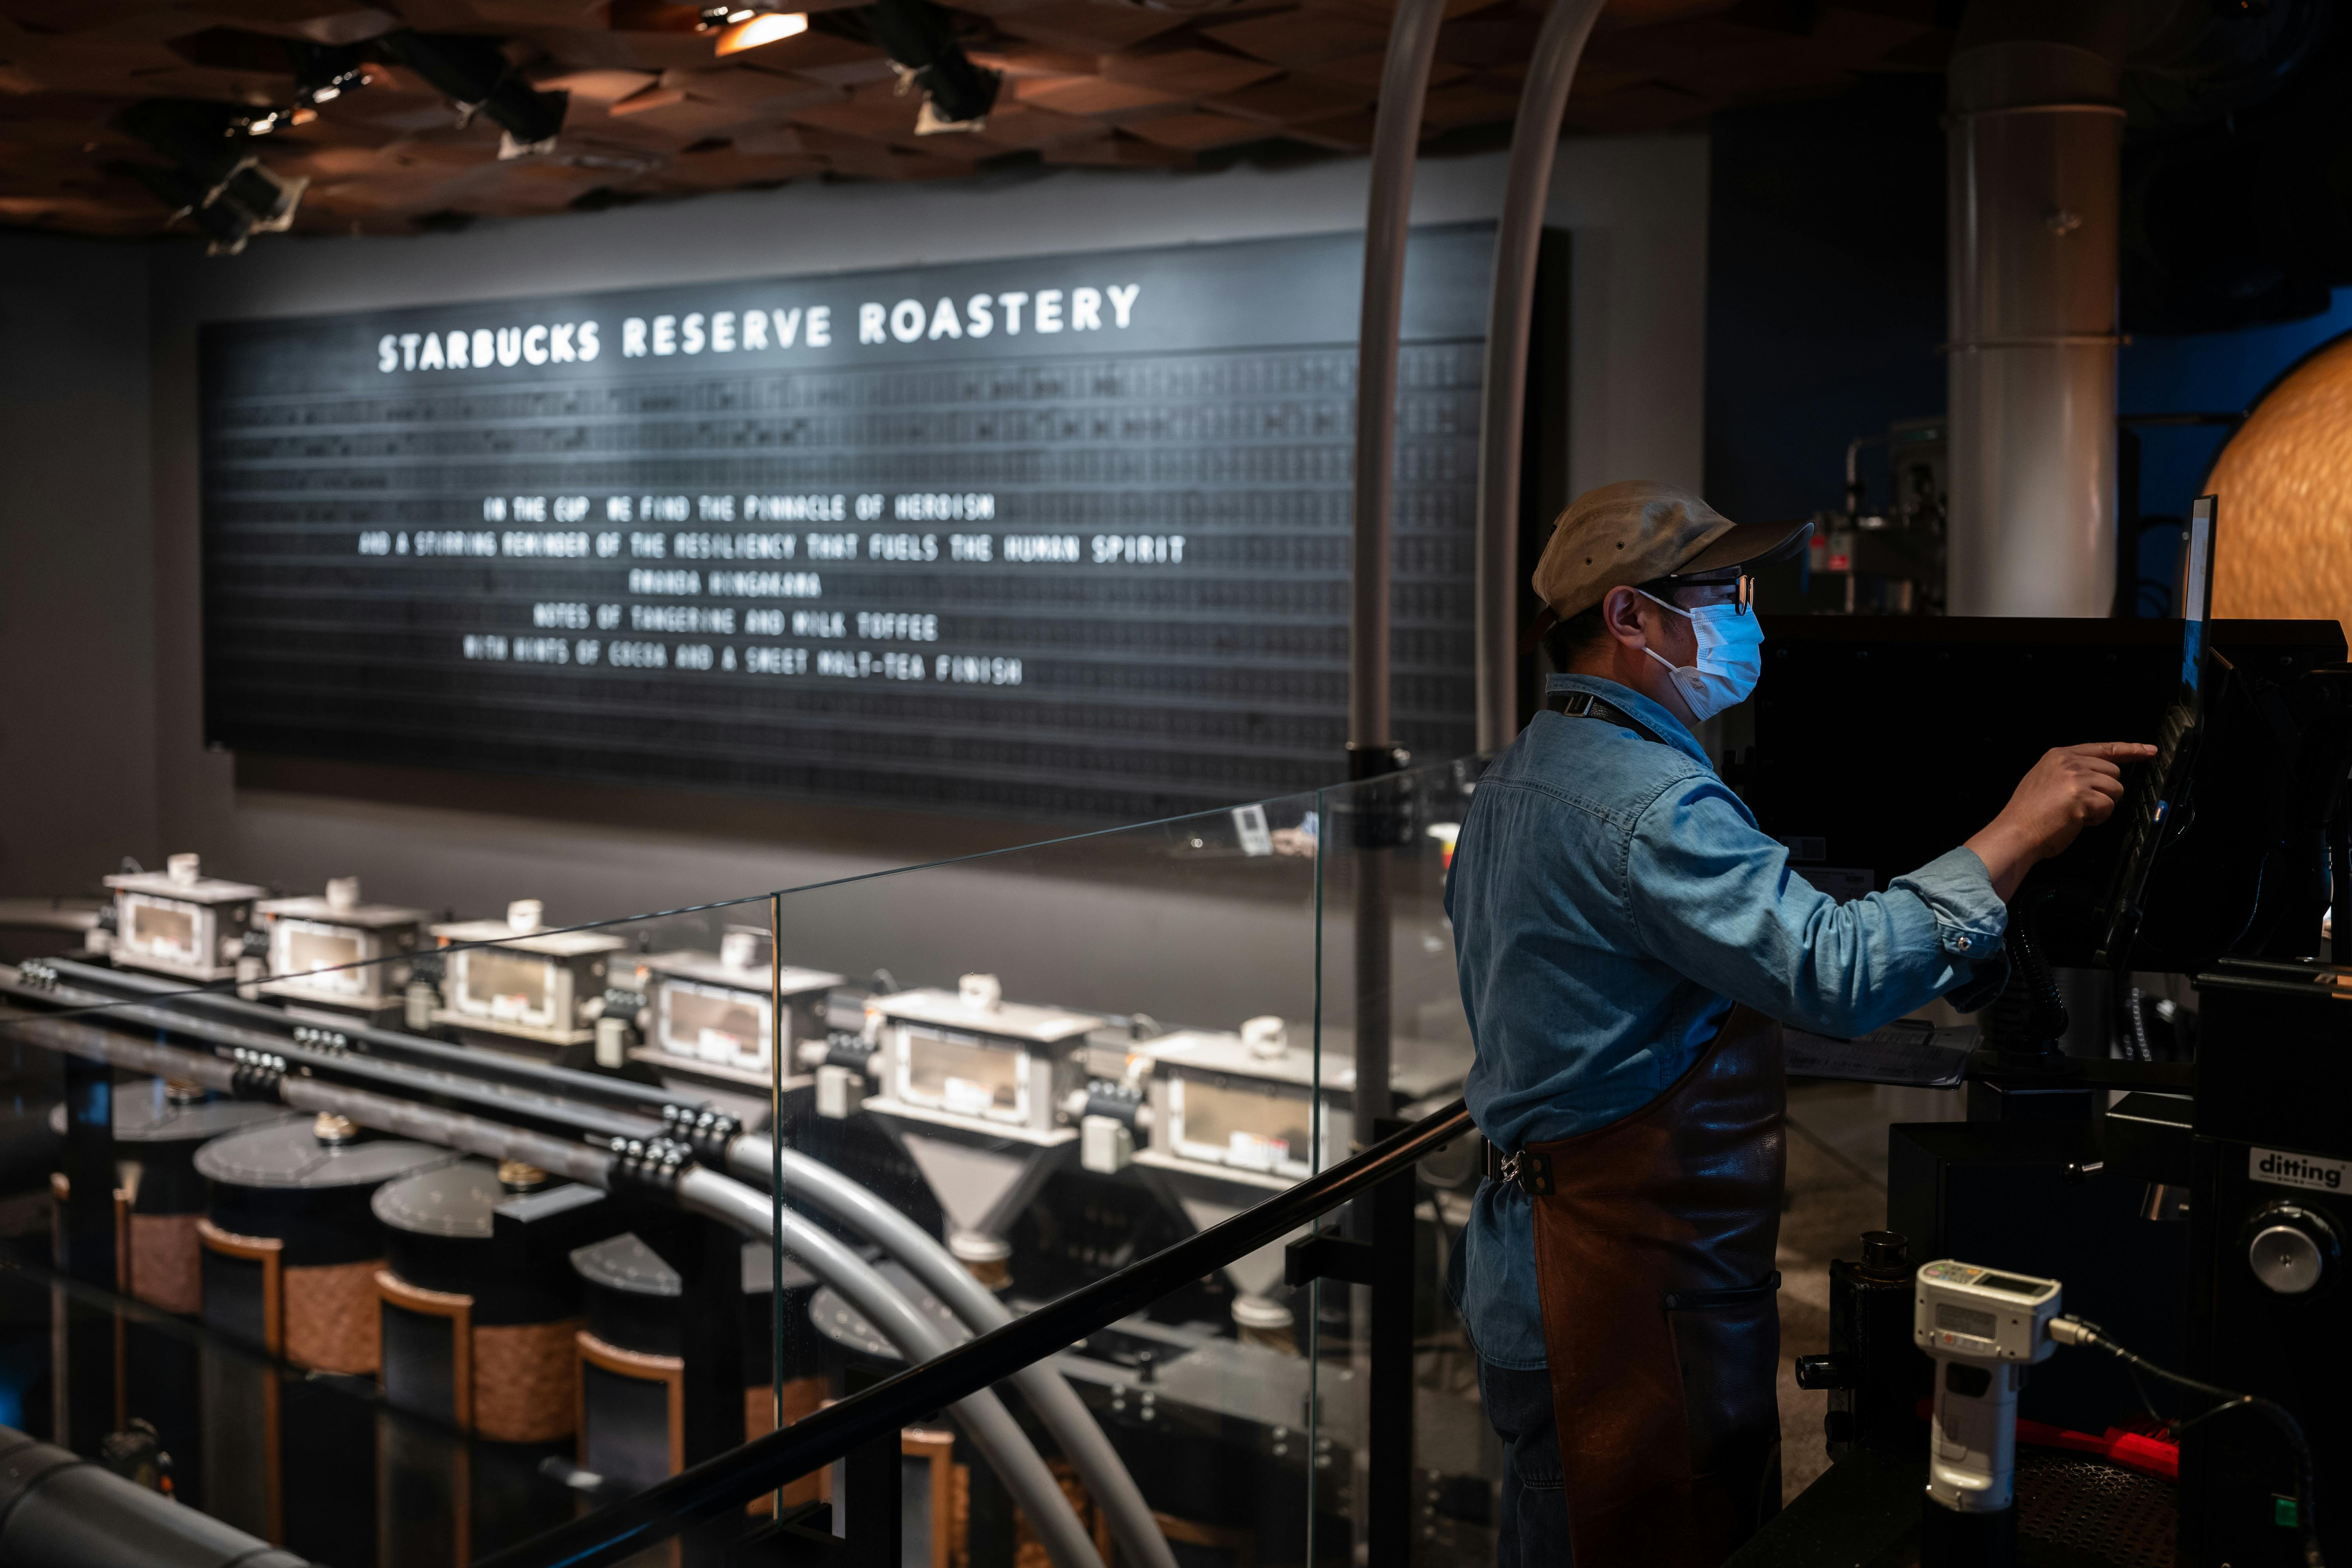 STARBUCKS RESERVE ROASTERY
IN THE CUP WE FIND THE PINNACLE OF HEROISM
AND A STIRRING REMINDER OF THE RESILIENCY THAT FUELS THE HUMAN SPIRIT
RWANDA HINGAKAWA
NOTES OF TANGERINE AND MILK TOFFEE
WITH HINTS OF COCOA AND A SWEET MALT-TEA FINISH
ditting
SWISS